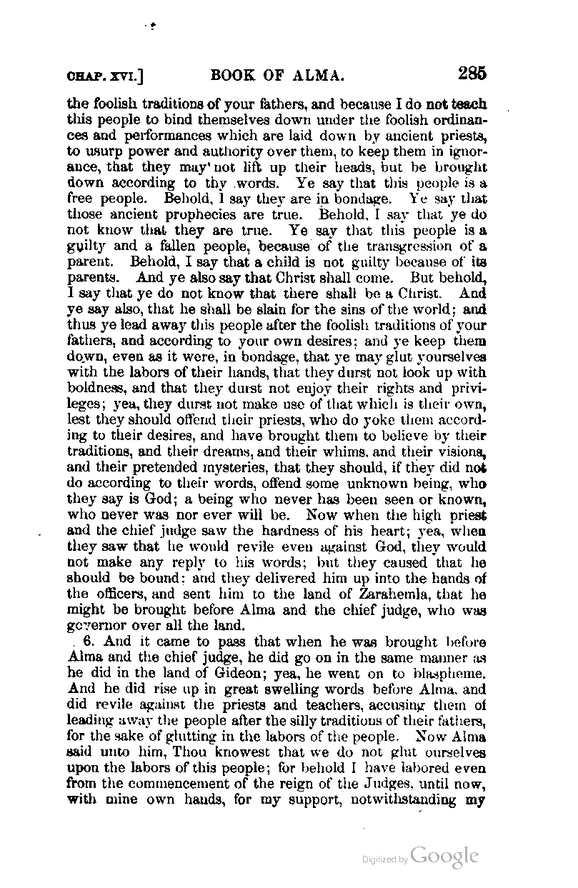 CHAP. XVI.] BOOK OF ALMA. 285
the foolish traditions of your fathers, and because I do not teach
this people to bind themselves down under the foolish ordinan-
ces and performances which are laid down by ancient priests,
to usurp power and authority over them, to keep them in ignor-
ance, that they may not lift up their heads, but be brought
down according to thy words. Ye say that this people is a
free people. Behold, I say they are in bondage. Ye say that
those ancient prophecies are true. Behold, I say that ye do
not know that they are true. Ye say that this people is a
guilty and a fallen people, because of the transgression of a
parent. Behold, I say that a child is not guilty because of its
parents. And ye also say that Christ shall come. But behold,
I say that ye do not know that there shall be a Christ. And
ye say also, that he shall be slain for the sins of the world; and
thus ye lead away this people after the foolish traditions of your
fathers, and according to your own desires; and ye keep them
down, even as it were, in bondage, that ye may glut yourselves
with the labors of their hands, that they durst not look up with
boldness, and that they durst not enjoy their rights and privi-
leges; yea, they durst not make use of that which is their own,
lest they should offend their priests, who do yoke them accord-
ing to their desires, and have brought them to believe by their
traditions, and their dreams, and their whims, and their visions,
and their pretended mysteries, that they should, if they did not
do according to their words, offend some unknown being, who
they say is God; a being who never has been seen or known,
who never was nor ever will be. Now when the high priest
and the chief judge saw the hardness of his heart; yea, when
they saw that he would revile even against God, they would
not make any reply to his words; but they caused that he
should be bound; and they delivered him up into the hands of
the officers, and sent him to the land of Zarahemla, that he
might be brought before Alma and the chief judge, who was
governor over all the land.
6. And it came to pass that when he was brought before
Alma and the chief judge, he did go on in the same manner as
he did in the land of Gideon; yea, he went on to blaspheme.
And he did rise up in great swelling words before Alma, and
did revile against the priests and teachers, accusing them of
leading away the people after the silly traditions of their fathers,
for the sake of glutting in the labors of the people. Now Alma
said unto him, Thou knowest that we do not glut ourselves
upon the labors of this people; for behold I have labored even
from the commencement of the reign of the Judges, until now,
with mine own hands, for my support, notwithstanding my
Digitized by Google